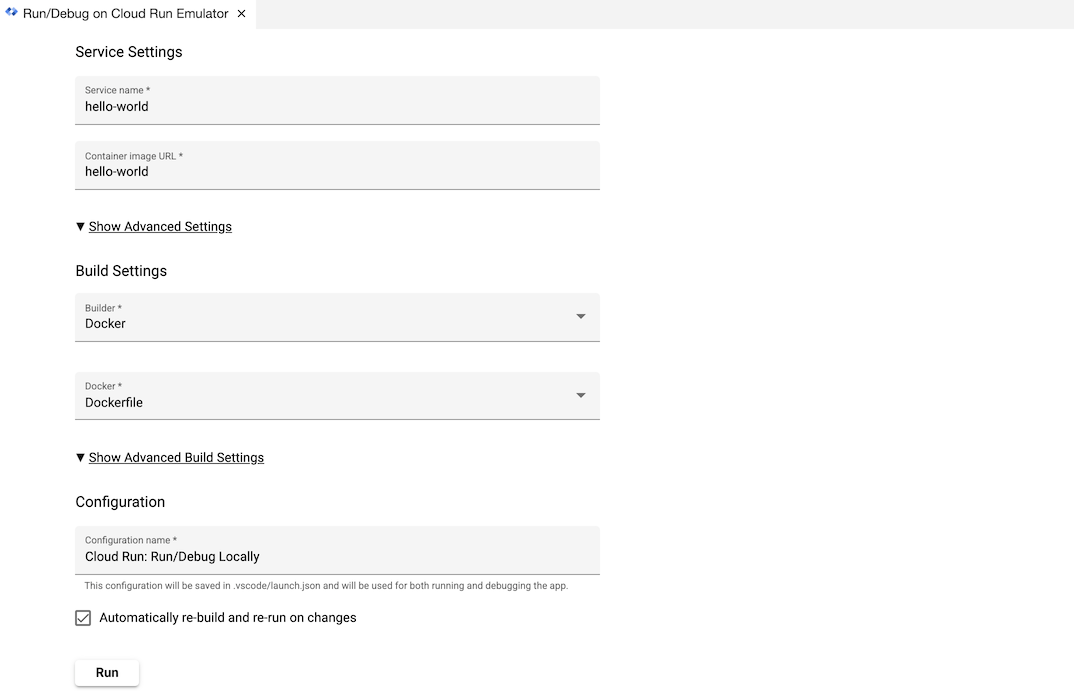 Run/Debug on Cloud Run Emulator ×
Service Settings
Service name *
hello-world
Container image URL *
hello-world
▼ Show Advanced Settings
Build Settings
Builder *
Docker
Docker *
Dockerfile
▼ Show Advanced Build Settings
Configuration
Configuration name *
Cloud Run: Run/Debug Locally
This configuration will be saved in .vscode/launch.json and will be used for both running and debugging the app.
Automatically re-build and re-run on changes
Run